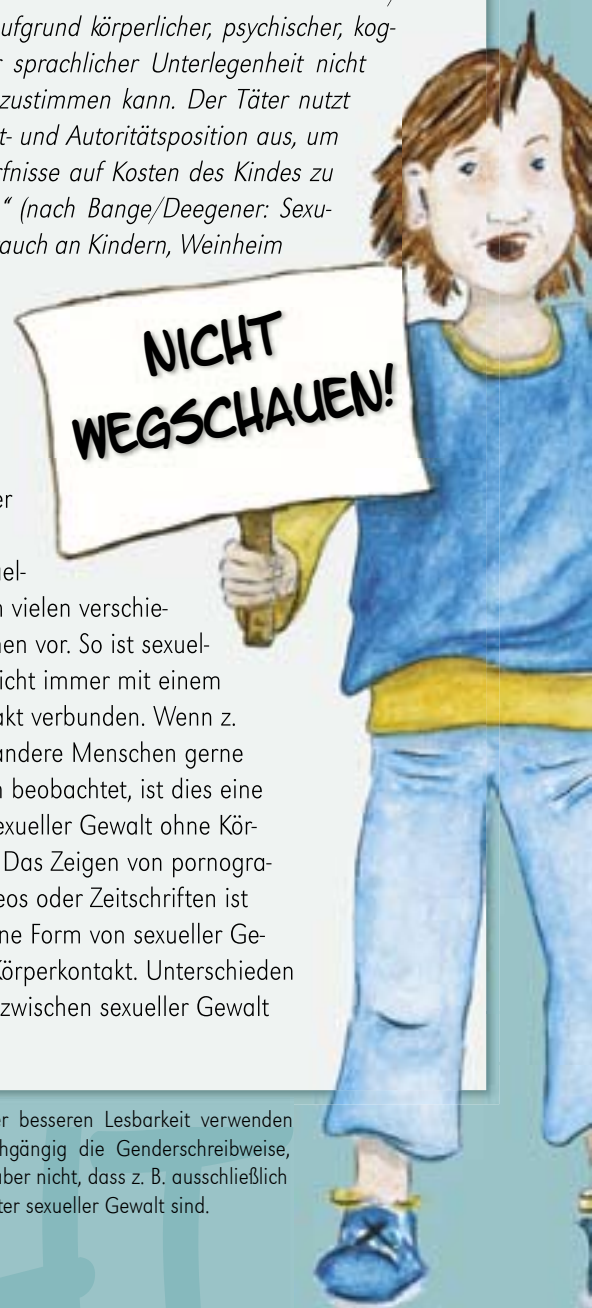 ufgrund körperlicher, psychischer, kog-
r sprachlicher Unterlegenheit nicht
zustimmen kann. Der Täter nutzt
t- und Autoritätsposition aus, um
rfnisse auf Kosten des Kindes zu
“ (nach Bange/Deegener: Sexu-
auch an Kindern, Weinheim
NICHT
WEGSCHAUEN!
er
uel-
n vielen verschie-
nen vor. So ist sexuel-
icht immer mit einem
akt verbunden. Wenn z.
andere Menschen gerne
n beobachtet, ist dies eine
exueller Gewalt ohne Kör-
Das Zeigen von pornogra-
eos oder Zeitschriften ist
ne Form von sexueller Ge-
Körperkontakt. Unterschieden
zwischen sexueller Gewalt
er besseren Lesbarkeit verwenden
hgängig die Genderschreibweise,
aber nicht, dass z. B. ausschließlich
ter sexueller Gewalt sind.